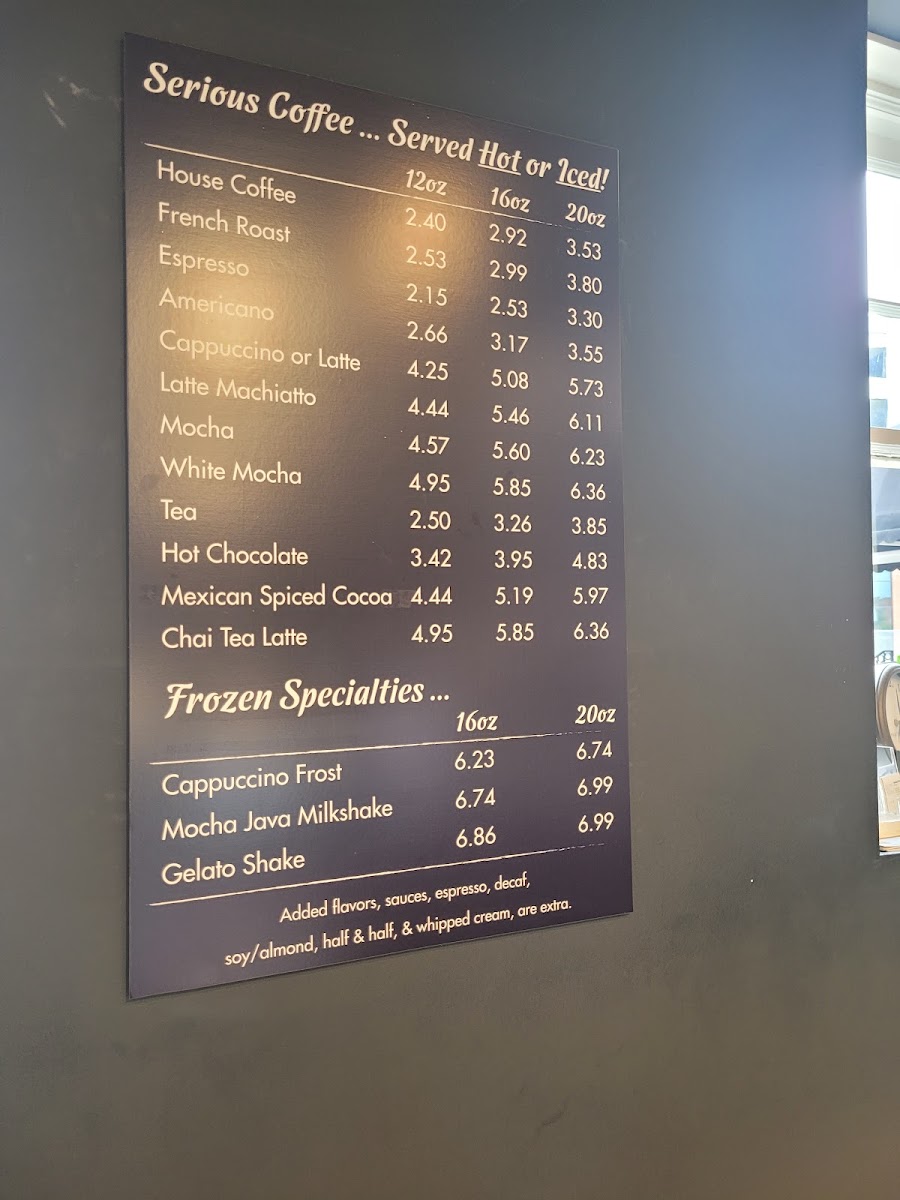 Serious Coffee ... Served Hot or Iced!
12oz 16oz 20oz
House Coffee 2.40 2.92 3.53
French Roast 2.53 2.99 3.80
Espresso 2.15 2.53 3.30
Americano 2.66 3.17 3.55
Cappuccino or Latte 4.25 5.08 5.73
Latte Machiatto 4.44 5.46 6.11
Mocha 4.57 5.60 6.23
White Mocha 4.95 5.85 6.36
Tea 2.50 3.26 3.85
Hot Chocolate 3.42 3.95 4.83
Mexican Spiced Cocoa 4.44 5.19 5.97
Chai Tea Latte 4.95 5.85 6.36
Frozen Specialties ...
16oz 20oz
Cappuccino Frost 6.23 6.74
Mocha Java Milkshake 6.74 6.99
Gelato Shake 6.86 6.99
Added flavors, sauces, espresso, decaf,
soy/almond, half & half, & whipped cream, are extra.